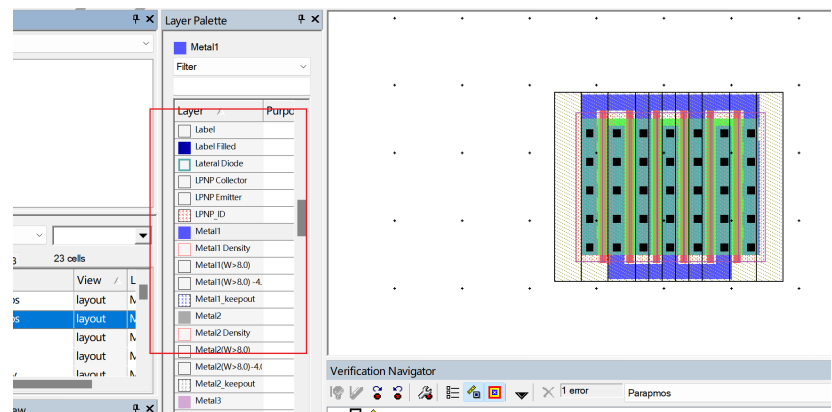 Layer Palette
Metal1
Filter
Layer
Label
Label Filled
Lateral Diode
LPNP Collector
LPNP Emitter
LPNP_ID
Metal1
Metal1 Density
Metal1(W>8.0)
Metal1(W>8.0) -4.
Metal1_keepout
Metal2
Metal2 Density
Metal2(W>8.0)
Metal2(W>8.0)-4.(
Metal2_keepout
Metal3
23 cells
View
layout
layout
layout
layout
layout
Verification Navigator
1 error
Parapmos